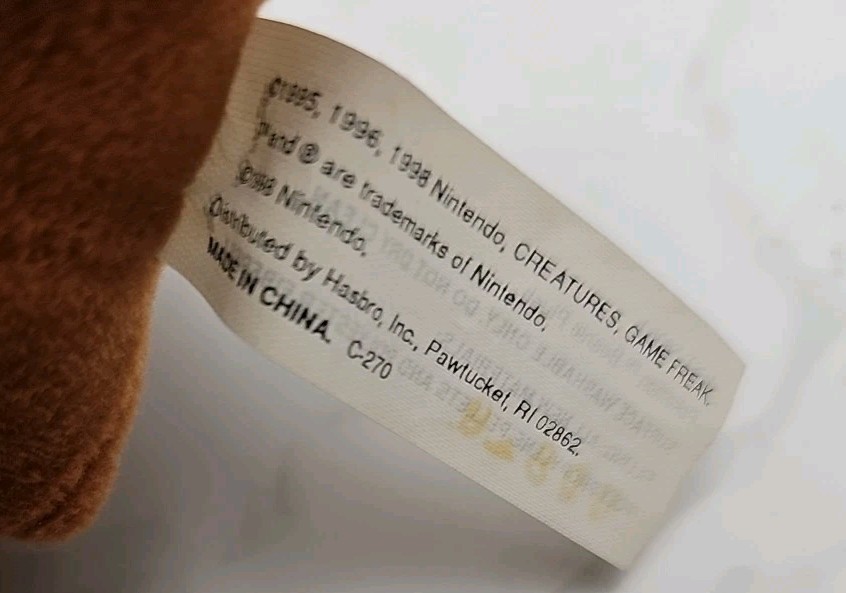 ©1995, 1996, 1998 Nintendo, CREATURES, GAME FREAK.
and ® are trademarks of Nintendo.
©1998 Nintendo.
Distributed by Hasbro, Inc., Pawtucket, RI 02862.
MADE IN CHINA. C-270